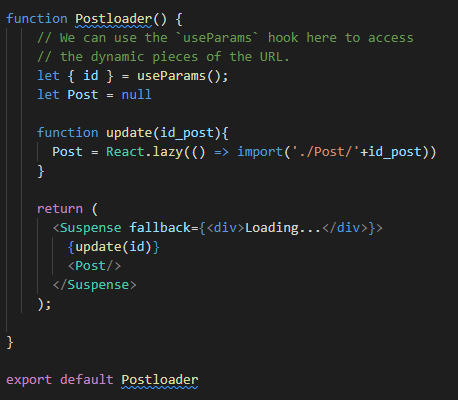 function Postloader() {
    // We can use the `useParams` hook here to access
    // the dynamic pieces of the URL.
    let { id } = useParams();
    let Post = null

    function update(id_post){
      Post = React.lazy(() => import('./Post/'+id_post))
    }

    return (
      <Suspense fallback={<div>Loading...</div>}>
        {update(id)}
        <Post/>
      </Suspense>
    );

}

export default Postloader